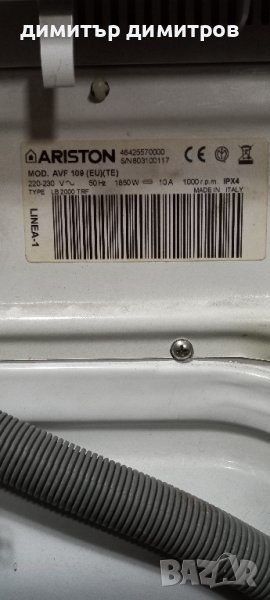 димитър димитров
ARISTON
46425570000
S/N 803100117
MOD. AVF 109 (EU)(TE)
220-230 V 50 Hz 1850 W 10 A 1000 r.p.m. IPX4
TYPE LB 2000 TRF MADE IN ITALY
LINEA-1
BAZAR